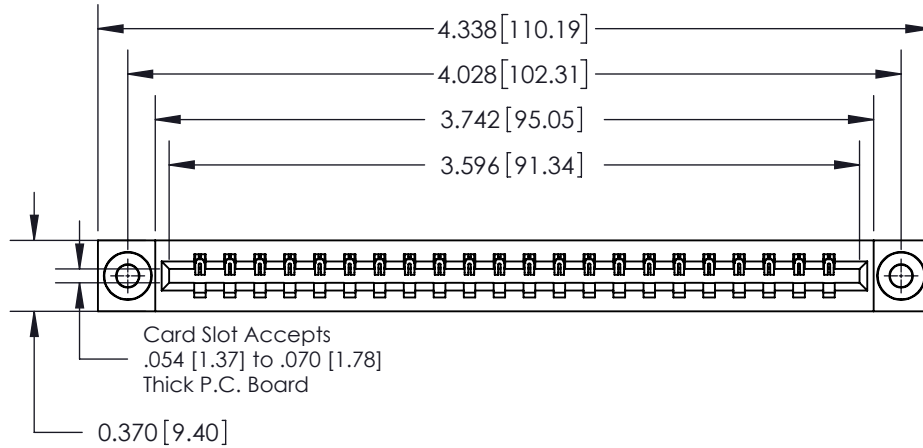 4.338[110.19]
4.028[102.31]
3.742[95.05]
3.596[91.34]
Card Slot Accepts
.054 [1.37] to .070 [1.78]
Thick P.C. Board
0.370[9.40]